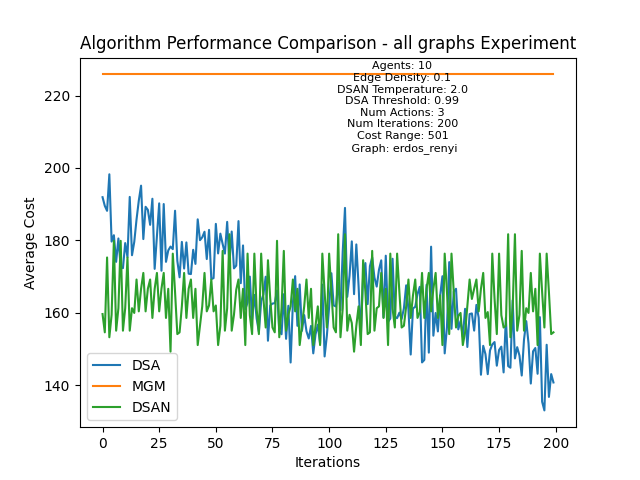 Algorithm Performance Comparison - all graphs Experiment
Agents: 10
Edge Density: 0.1
DSAN Temperature: 2.0
DSA Threshold: 0.99
Num Actions: 3
Num Iterations: 200
Cost Range: 501
Graph: erdos_renyi
Average Cost
220
200
180
160
140
DSA
MGM
DSAN
0 25 50 75 100 125 150 175 200
Iterations